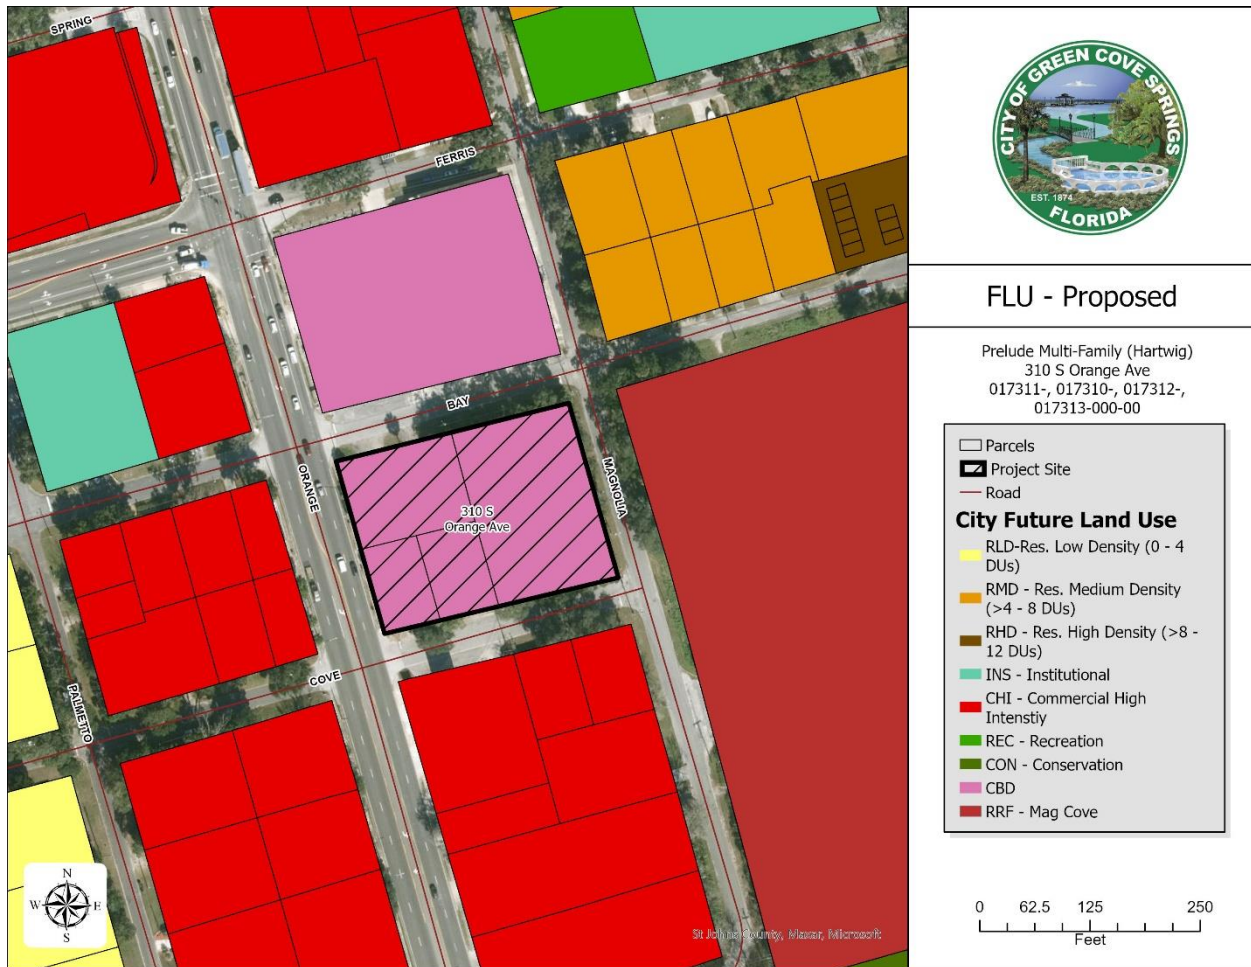 SPRING
FERRIS
BAY
ORANGE
MAGNOLIA
310 S
Orange Ave
COVE
PALMETTO
N
W E
S
St Johns County, Maxar, Microsoft
CITY OF GREEN COVE SPRINGS
EST. 1874
FLORIDA
FLU - Proposed
Prelude Multi-Family (Hartwig)
310 S Orange Ave
017311-, 017310-, 017312-,
017313-000-00
Parcels
Project Site
Road
City Future Land Use
RLD-Res. Low Density (0 - 4
DUs)
RMD - Res. Medium Density
(>4 - 8 DUs)
RHD - Res. High Density (>8 -
12 DUs)
INS - Institutional
CHI - Commercial High
Intenstiy
REC - Recreation
CON - Conservation
CBD
RRF - Mag Cove
0 62.5 125 250
Feet